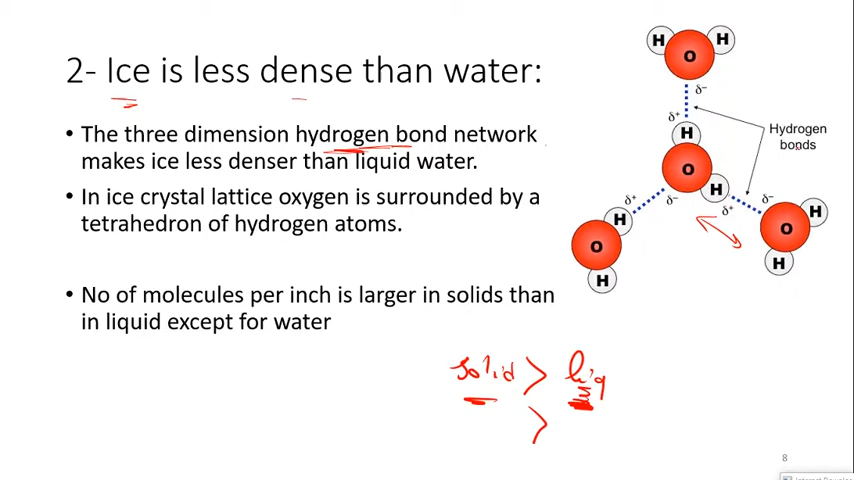 2- Ice is less dense than water:
• The three dimension hydrogen bond network
makes ice less denser than liquid water.
• In ice crystal lattice oxygen is surrounded by a
tetrahedron of hydrogen atoms.
• No of molecules per inch is larger in solids than
in liquid except for water
H H
O
δ⁻
δ⁺
H
Hydrogen
bonds
O
H
δ⁺ δ⁻ δ⁻
H δ⁺ H
O O
H H
solid > liq
>
8